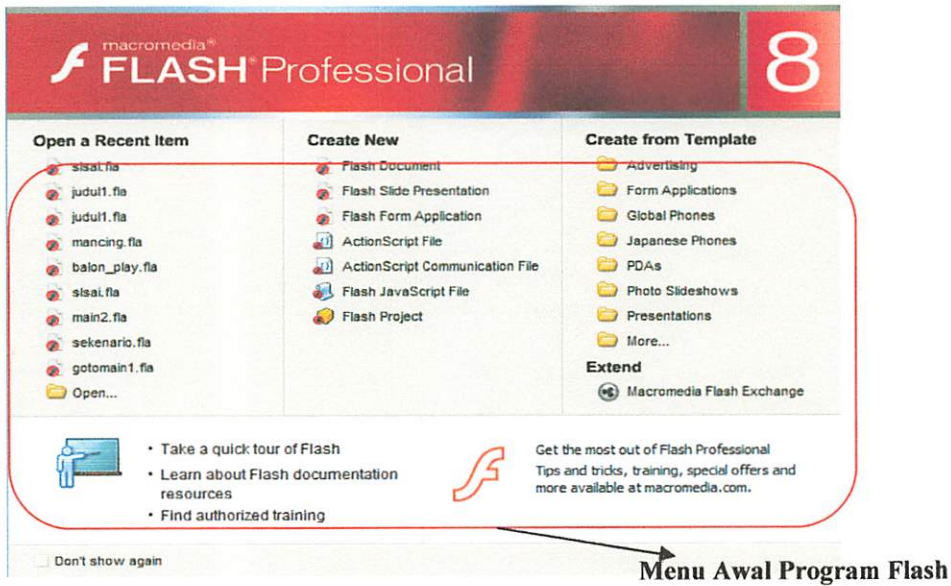 macromedia®
FLASH® Professional
8
Open a Recent Item
slsai.fla
judul1.fla
judul1.fla
mancing.fla
balon_play.fla
slsai.fla
main2.fla
sekenario.fla
gotomain1.fla
Open...
Create New
Flash Document
Flash Slide Presentation
Flash Form Application
ActionScript File
ActionScript Communication File
Flash JavaScript File
Flash Project
Create from Template
Advertising
Form Applications
Global Phones
Japanese Phones
PDAs
Photo Slideshows
Presentations
More...
Extend
Macromedia Flash Exchange
• Take a quick tour of Flash
• Learn about Flash documentation
resources
• Find authorized training
Get the most out of Flash Professional
Tips and tricks, training, special offers and
more available at macromedia.com.
Don't show again
Menu Awal Program Flash